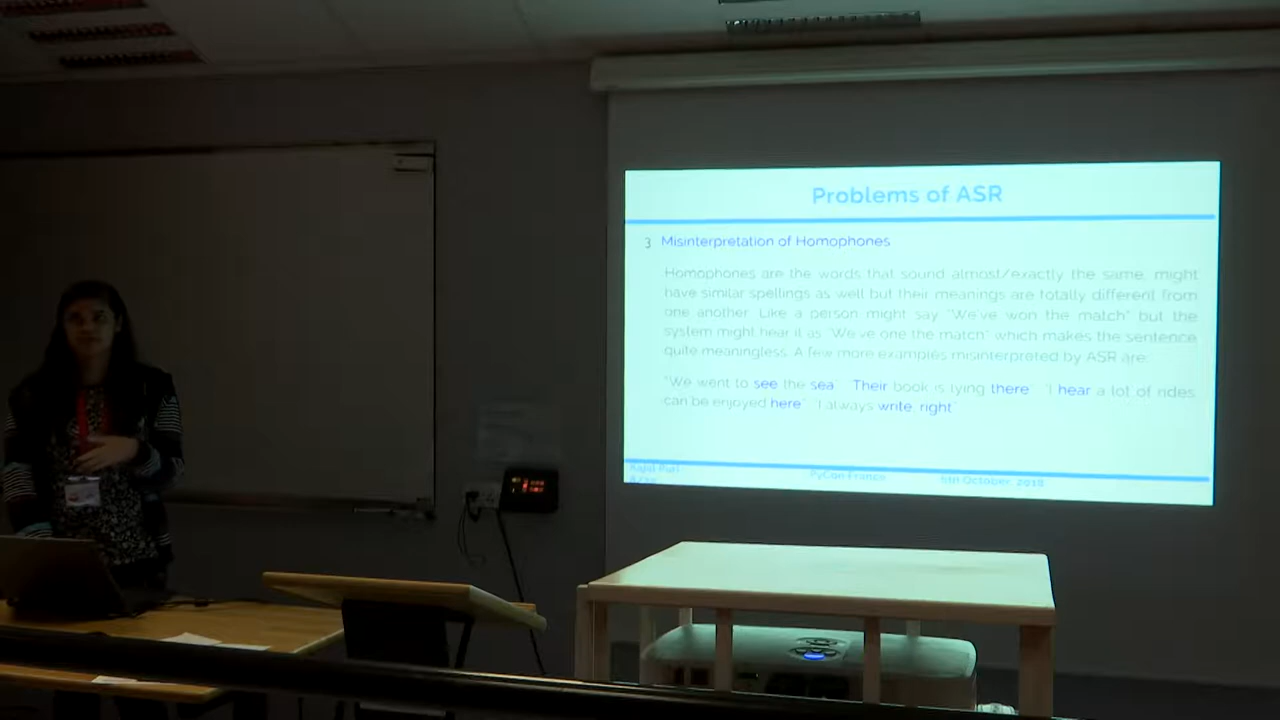 Problems of ASR
3 Misinterpretation of Homophones
Homophones are the words that sound almost/exactly the same, might
have similar spellings as well but their meanings are totally different from
one another. Like a person might say "We've won the match" but the
system might hear it as "We've one the match" which makes the sentence
quite meaningless. A few more examples misinterpreted by ASR are:
"We went to see the sea" "Their book is lying there" "I hear a lot of rides
can be enjoyed here" "I always write right"
Kajal Puri
PyCon France 6th October, 2018